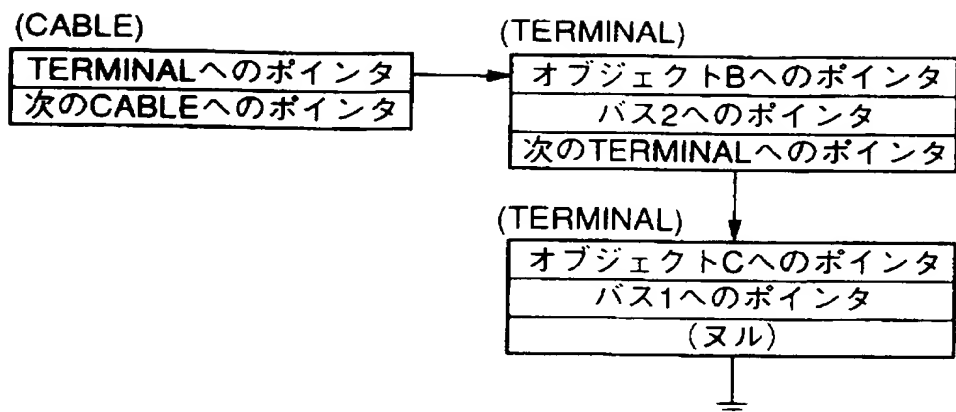 (CABLE)
TERMINALへのポインタ
次のCABLEへのポインタ
(TERMINAL)
オブジェクトBへのポインタ
バス2へのポインタ
次のTERMINALへのポインタ
(TERMINAL)
オブジェクトCへのポインタ
バス1へのポインタ
(ヌル)